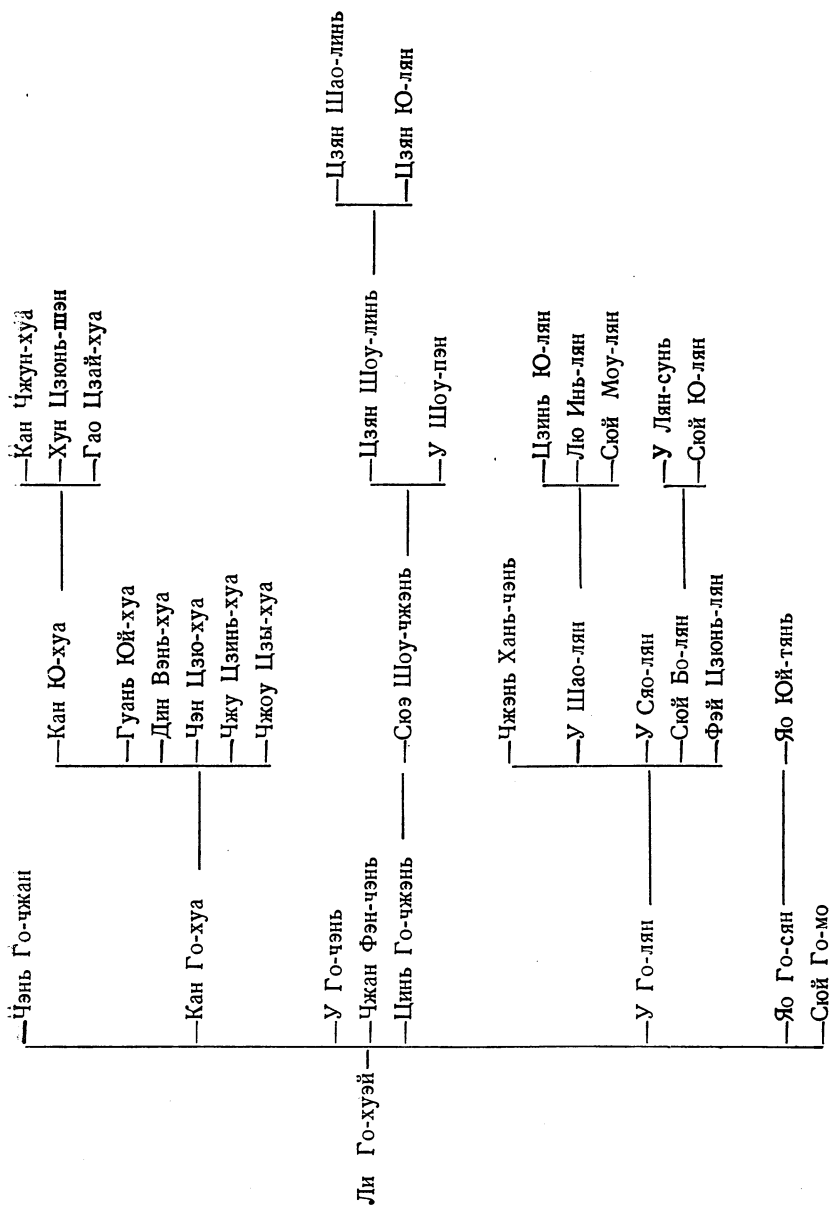 Ли Го-хуэй
Чэнь Го-чжан
Кан Го-хуа
У Го-чэнь
Чжан Фэн-чэнь
Цинь Го-чжэнь
У Го-лян
Яо Го-сян
Сюй Го-мо
Кан Ю-хуа
Гуань Юй-хуа
Дин Вэнь-хуа
Чэн Цзю-хуа
Чжу Цзинь-хуа
Чжоу Цзы-хуа
Сюэ Шоу-чжэнь
Чжэнь Хань-чэнь
У Шао-лян
У Сяо-лян
Сюй Бо-лян
Фэй Цзюнь-лян
Яо Юй-тянь
Кан Чжун-хуа
Хун Цзюнь-шэн
Гао Цзай-хуа
Цзян Шоу-линь
У Шоу-пэн
Цзинь Ю-лян
Лю Инь-лян
Сюй Моу-лян
У Лян-сунь
Сюй Ю-лян
Цзян Шао-линь
Цзян Ю-лян